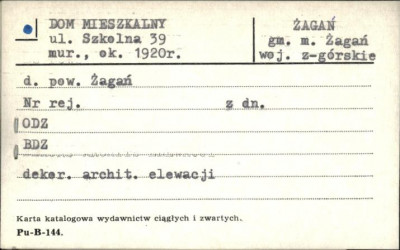 DOM MIESZKALNY
ul. Szkolna 39
mur., ok. 1920r.
ŻAGAŃ
gm. m. Żagań
woj. z-górskie
d. pow. Żagań
Nr rej. z dn.
ODZ
BDZ
dekor. archit. elewacji
Karta katalogowa wydawnictw ciągłych i zwartych.
Pu-B-144.